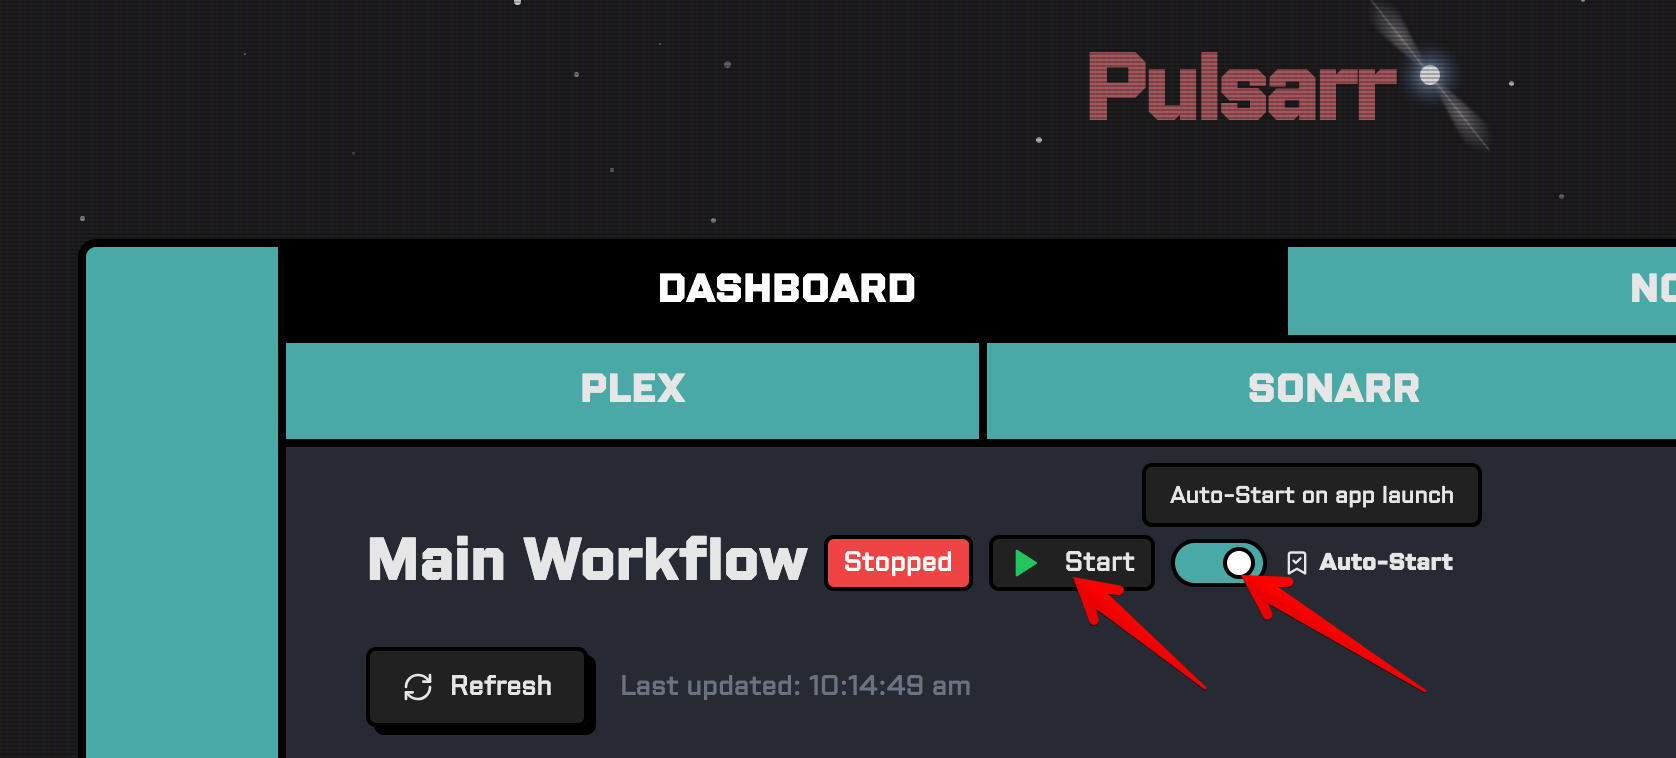 Pulsarr
DASHBOARD
PLEX
SONARR
Auto-Start on app launch
Main Workflow
Stopped
Start
Auto-Start
Refresh
Last updated: 10:14:49 am